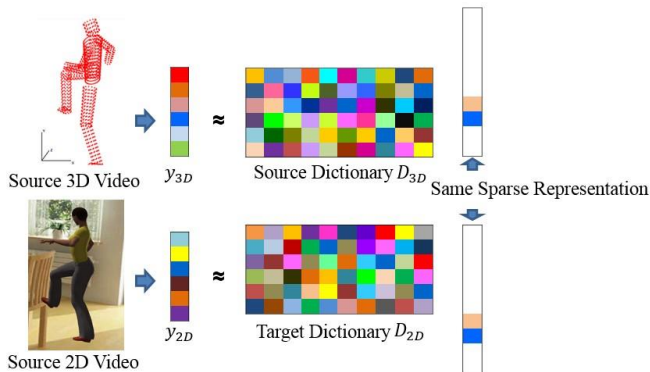 Source 3D Video
y3D
≈
Source Dictionary D3D
Same Sparse Representation
Source 2D Video
y2D
≈
Target Dictionary D2D